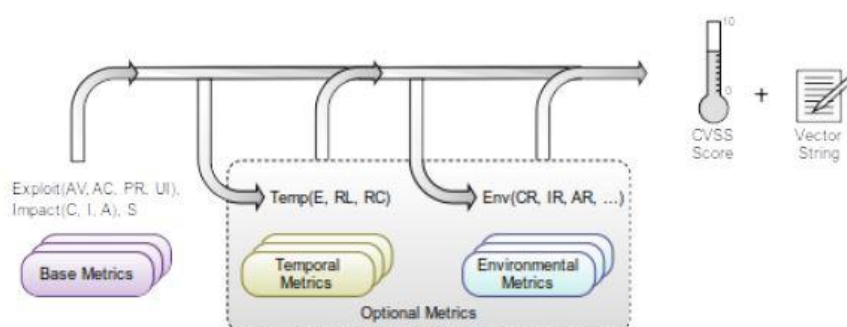 10
0
+
CVSS
Score
Vector
String
Exploit(AV, AC, PR, UI),
Impact(C, I, A), S
Temp(E, RL, RC)
Env(CR, IR, AR, ...)
Base Metrics
Temporal
Metrics
Environmental
Metrics
Optional Metrics